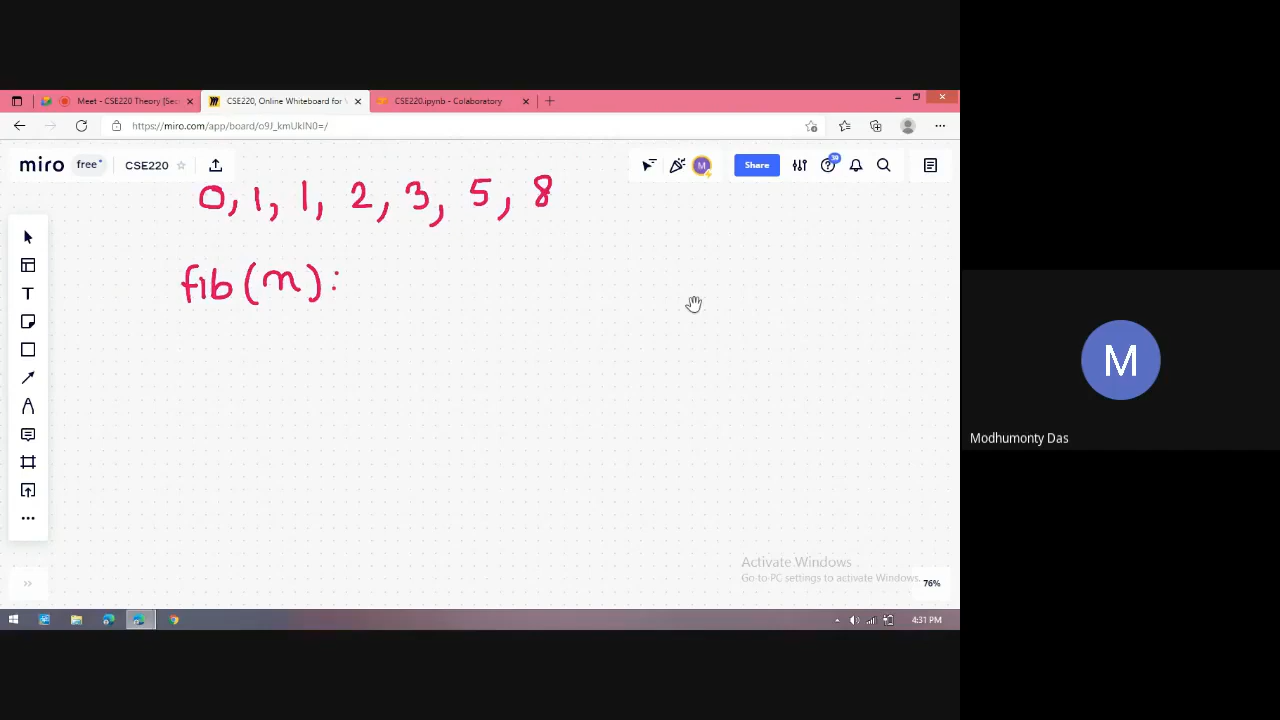 Meet - CSE220 Theory [Sec
CSE220, Online Whiteboard for
CSE220.ipynb - Colaboratory
https://miro.com/app/board/o9J_kmUkIN0=/
miro free CSE220
M
Share
39
0, 1, 1, 2, 3, 5, 8
fib(n):
M
Modhumonty Das
Activate Windows
Go to PC settings to activate Windows.
76%
4:31 PM